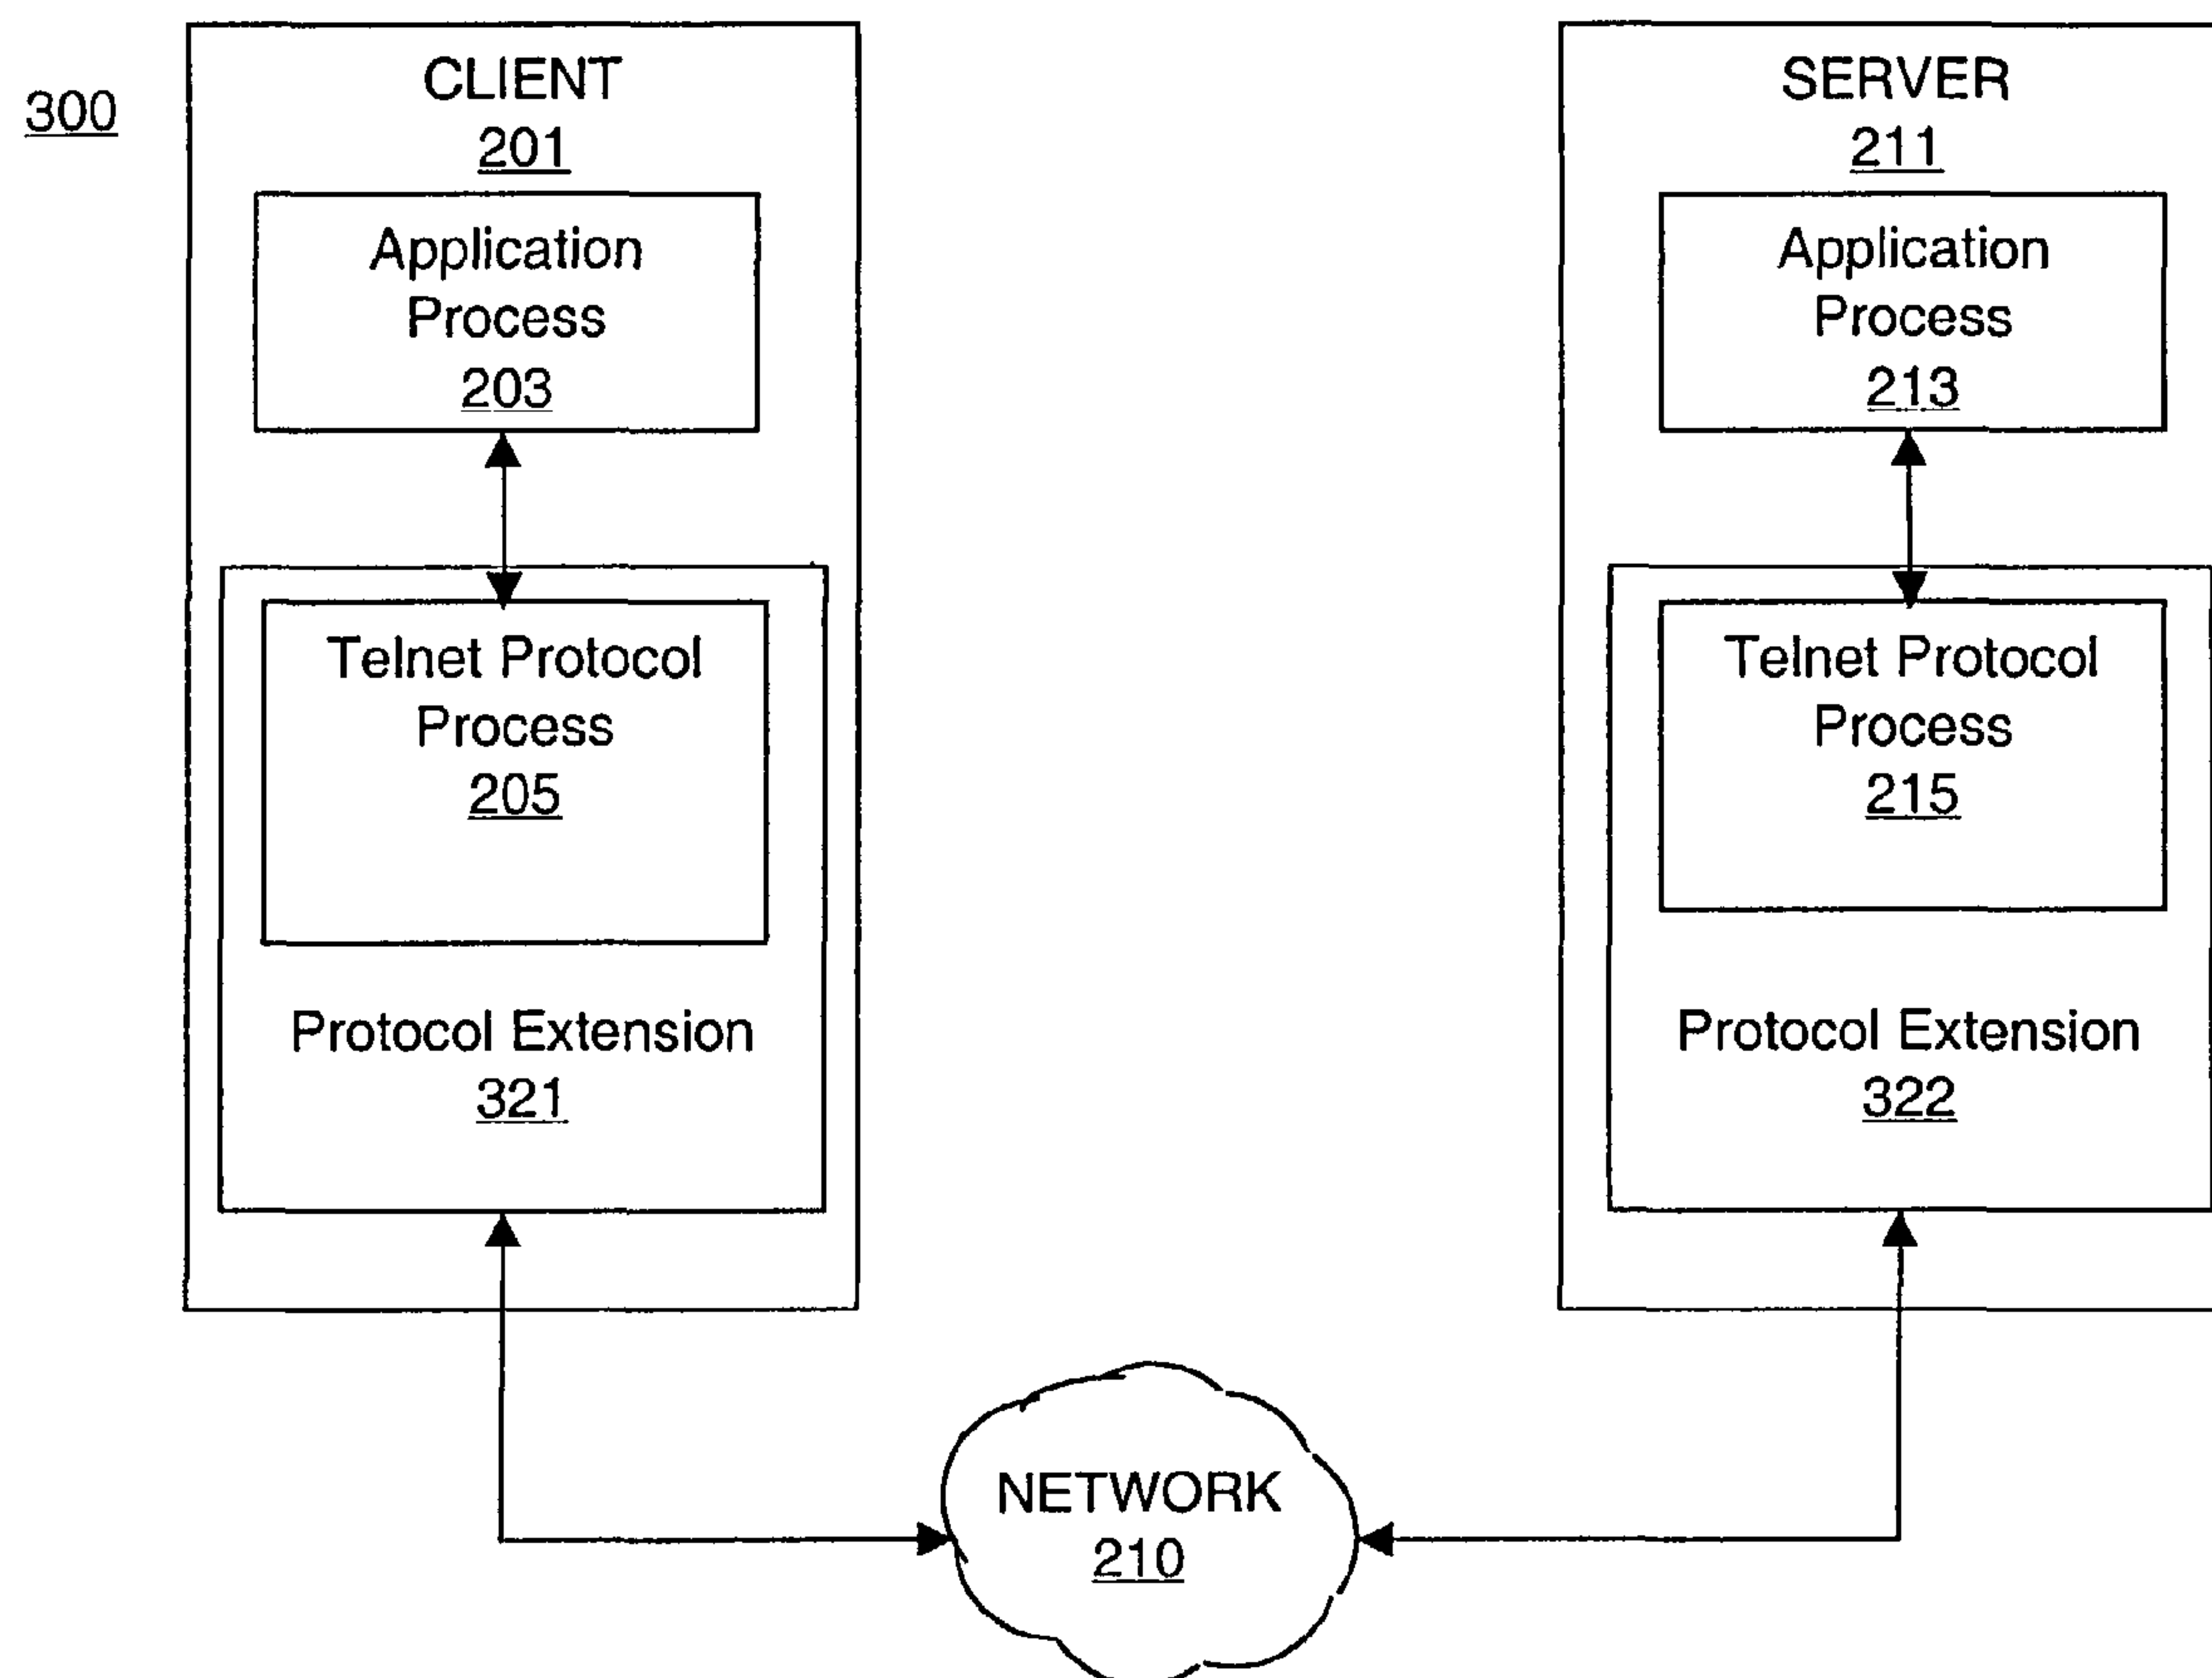 300
CLIENT
201
Application
Process
203
Telnet Protocol
Process
205
Protocol Extension
321
SERVER
211
Application
Process
213
Telnet Protocol
Process
215
Protocol Extension
322
NETWORK
210